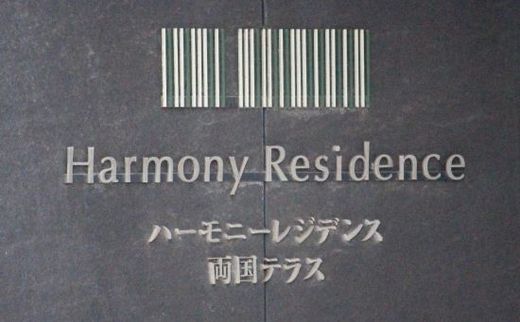 Harmony Residence
ハーモニーレジデンス
両国テラス